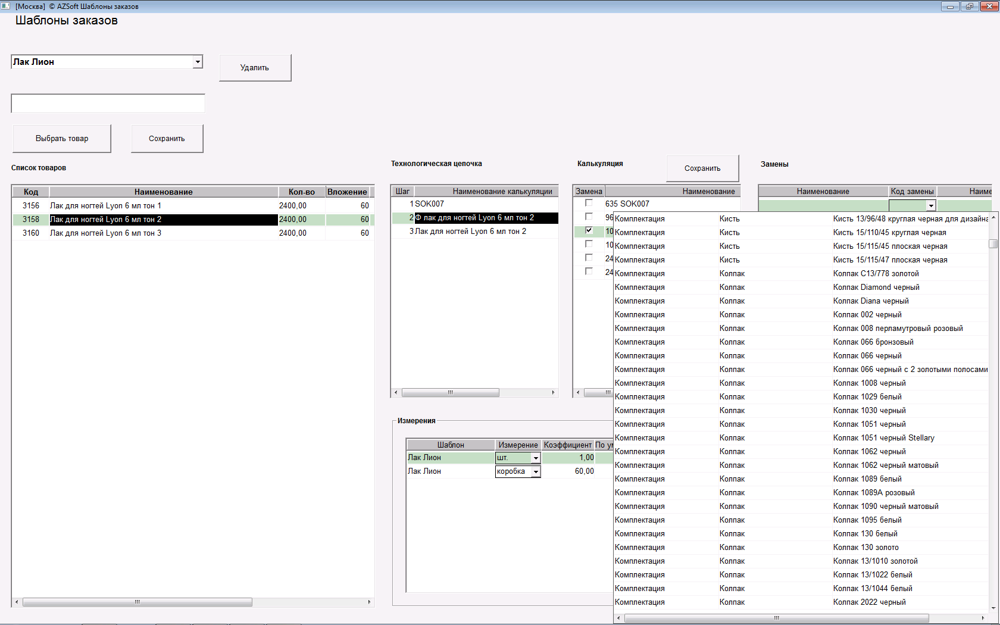 [Москва] © AZSoft Шаблоны заказов
Шаблоны заказов
Лак Лион
Удалить
Выбрать товар
Сохранить
Список товаров
Код Наименование Кол-во Вложение
3156 Лак для ногтей Lyon 6 мл тон 1 2400,00 60
3158 Лак для ногтей Lyon 6 мл тон 2 2400,00 60
3160 Лак для ногтей Lyon 6 мл тон 3 2400,00 60
Технологическая цепочка
Шаг Наименование калькуляции
1 SOK007
2 Ф лак для ногтей Lyon 6 мл тон 2
3 Лак для ногтей Lyon 6 мл тон 2
Калькуляция
Сохранить
Замена Наименование
635 SOK007
96
10
10
24
24
Замены
Наименование Код замены Наиме
Измерения
Шаблон Измерение Коэффициент По ум
Лак Лион шт. 1,00
Лак Лион коробка 60,00
Комплектация Кисть Кисть 13/96/48 круглая черная для дизайна
Комплектация Кисть Кисть 15/110/45 круглая черная
Комплектация Кисть Кисть 15/115/45 плоская черная
Комплектация Кисть Кисть 15/115/47 плоская черная
Комплектация Колпак Колпак C13/778 золотой
Комплектация Колпак Колпак Diamond черный
Комплектация Колпак Колпак Diana черный
Комплектация Колпак Колпак 002 черный
Комплектация Колпак Колпак 008 перламутровый розовый
Комплектация Колпак Колпак 066 бронзовый
Комплектация Колпак Колпак 066 черный
Комплектация Колпак Колпак 066 черный с 2 золотыми полосами
Комплектация Колпак Колпак 1008 черный
Комплектация Колпак Колпак 1029 белый
Комплектация Колпак Колпак 1030 черный
Комплектация Колпак Колпак 1051 черный
Комплектация Колпак Колпак 1051 черный Stellary
Комплектация Колпак Колпак 1062 черный
Комплектация Колпак Колпак 1062 черный матовый
Комплектация Колпак Колпак 1089 белый
Комплектация Колпак Колпак 1089А розовый
Комплектация Колпак Колпак 1090 черный матовый
Комплектация Колпак Колпак 1095 белый
Комплектация Колпак Колпак 130 белый
Комплектация Колпак Колпак 130 золото
Комплектация Колпак Колпак 13/1010 золотой
Комплектация Колпак Колпак 13/1022 белый
Комплектация Колпак Колпак 13/1044 белый
Комплектация Колпак Колпак 2022 черный